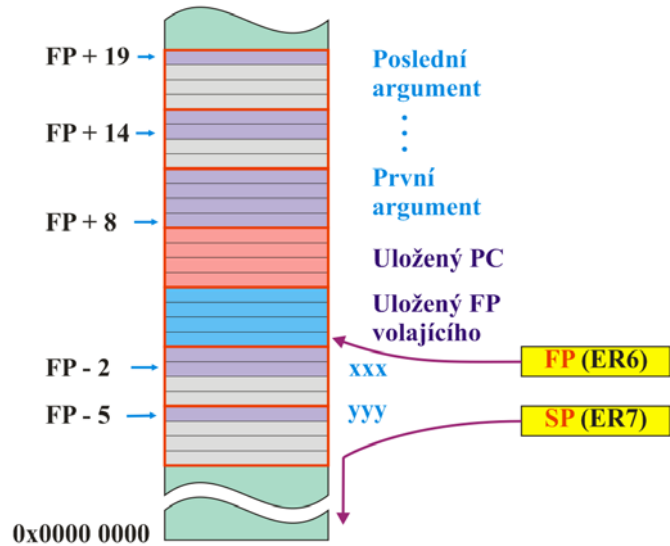 FP + 19
Poslední
argument
FP + 14
První
argument
FP + 8
Uložený PC
Uložený FP
volajícího
FP (ER6)
FP - 2
xxx
FP - 5
yyy
SP (ER7)
0x0000 0000